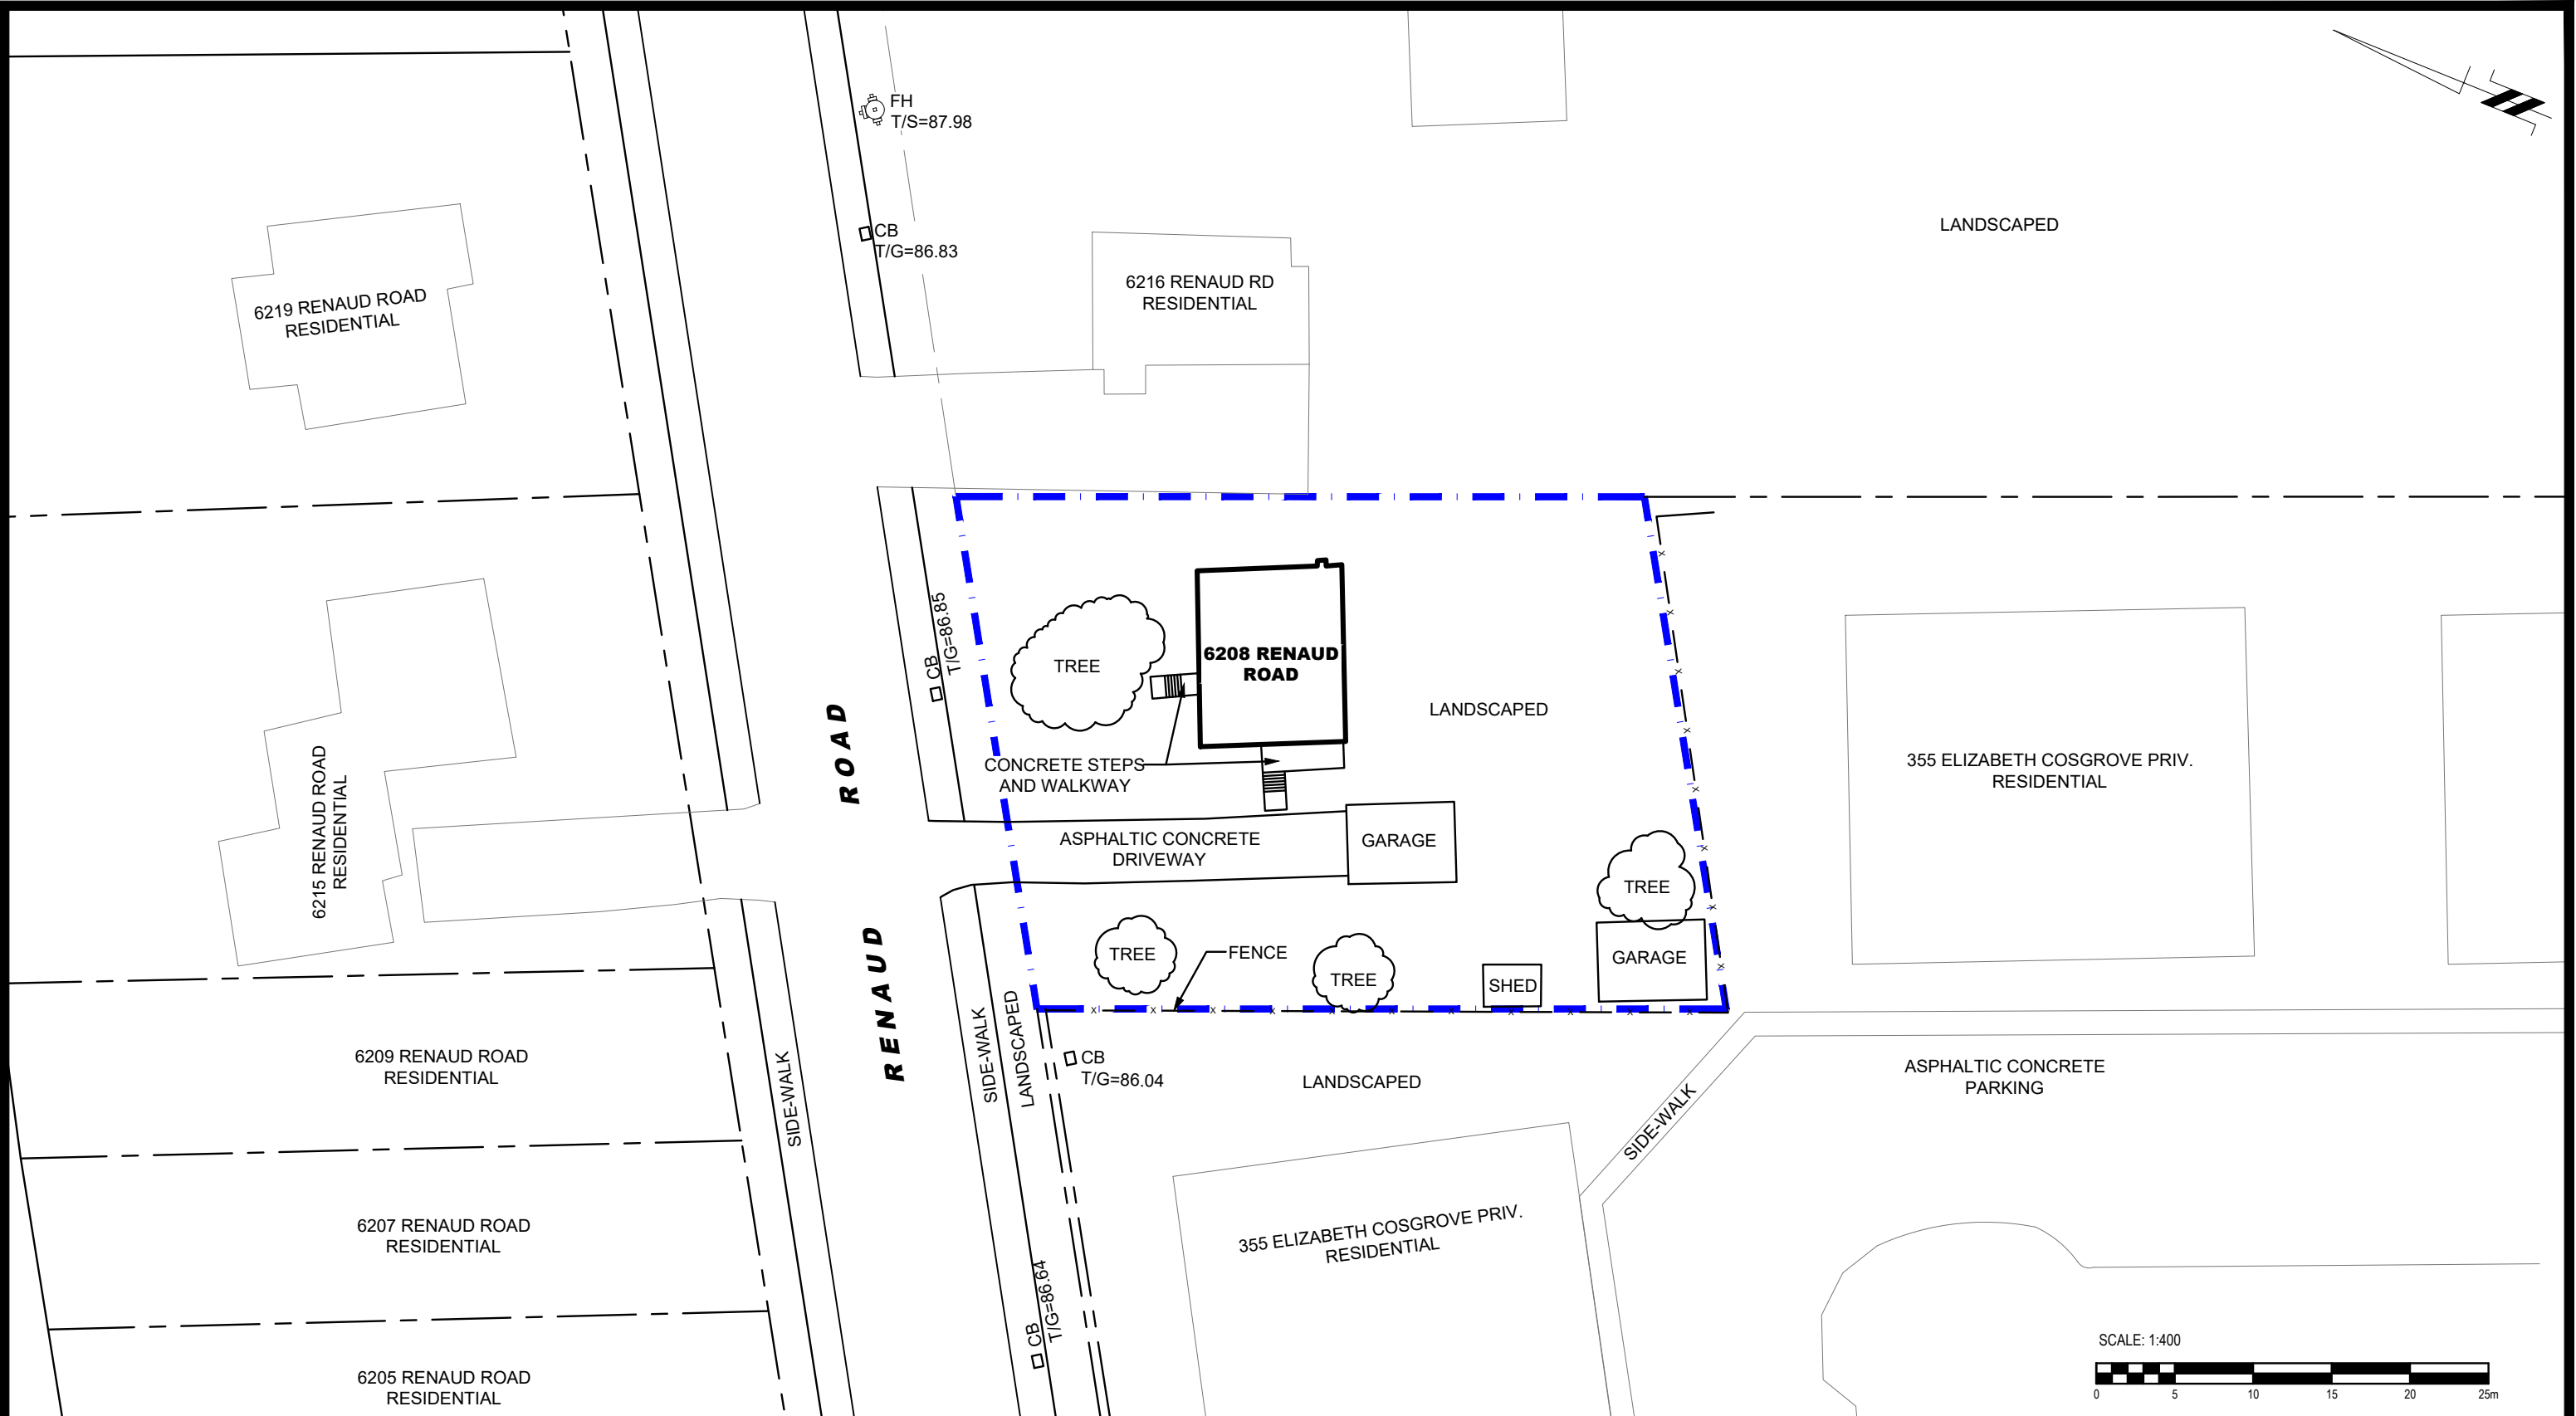 FH
T/S=87.98
CB
T/G=86.83
LANDSCAPED
6219 RENAUD ROAD
RESIDENTIAL
6216 RENAUD RD
RESIDENTIAL
CB
T/G=86.85
TREE
6208 RENAUD
ROAD
LANDSCAPED
CONCRETE STEPS
AND WALKWAY
355 ELIZABETH COSGROVE PRIV.
RESIDENTIAL
6215 RENAUD ROAD
RESIDENTIAL
ASPHALTIC CONCRETE
DRIVEWAY
GARAGE
TREE
RENAUD ROAD
TREE
FENCE
TREE
SHED
GARAGE
SIDE-WALK
SIDE-WALK
LANDSCAPED
CB
T/G=86.04
LANDSCAPED
6209 RENAUD ROAD
RESIDENTIAL
ASPHALTIC CONCRETE
PARKING
SIDE-WALK
6207 RENAUD ROAD
RESIDENTIAL
355 ELIZABETH COSGROVE PRIV.
RESIDENTIAL
CB
T/G=86.64
6205 RENAUD ROAD
RESIDENTIAL
SCALE: 1:400
0 5 10 15 20 25m